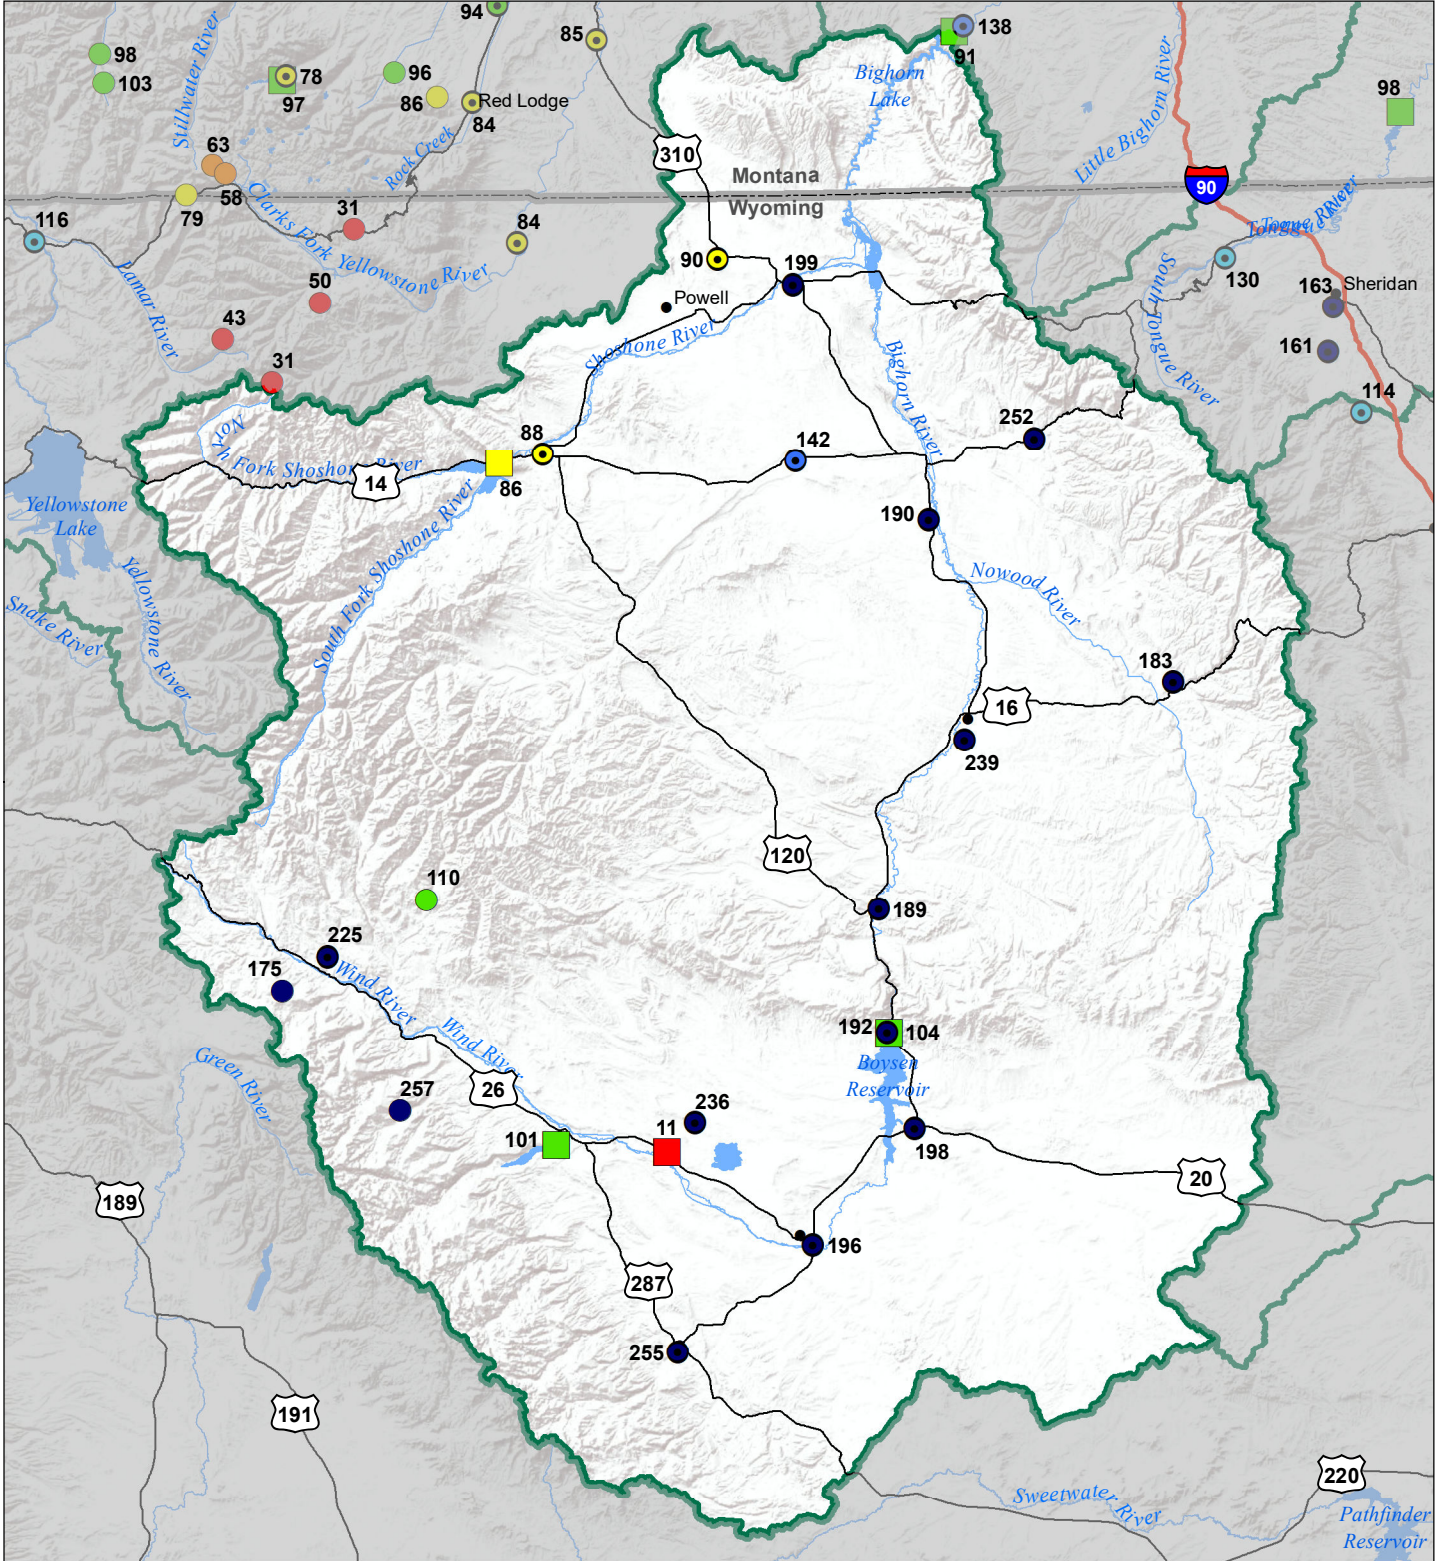 94
85
138
91
98
103
78
97
96
86
Red Lodge
84
Stillwater River
Bighorn
Lake
Little Bighorn River
98
310
63
58
79
Rock Creek
Clarks Fork Yellowstone River
31
84
Montana
Wyoming
90
Tongue River
Tongue River
130
South Tongue River
163
Sheridan
161
114
116
Lamar River
50
43
31
90
199
Powell
Shoshone River
Bighorn River
252
88
142
North Fork Shoshone River
14
86
190
Yellowstone
Lake
Yellowstone River
Snake River
South Fork Shoshone River
Nowood River
183
16
239
120
110
189
225
175
Wind River
Wind River
192
104
Boysen
Reservoir
Green River
257
26
236
101
11
198
20
189
196
287
255
191
220
Sweetwater River
Pathfinder
Reservoir